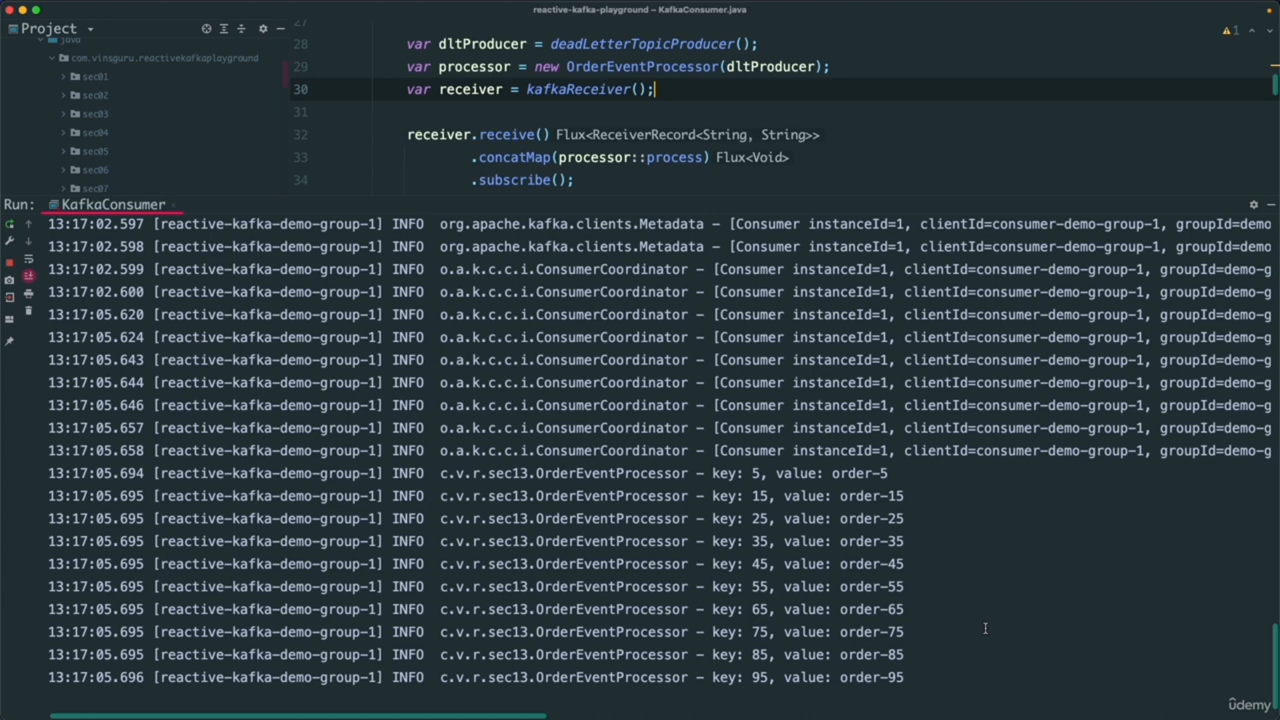 reactive-kafka-playground – KafkaConsumer.java
Project
java
com.vinsguru.reactivekafkaplayground
sec01
sec02
sec03
sec04
sec05
sec06
sec07
27
28 var dltProducer = deadLetterTopicProducer();
29 var processor = new OrderEventProcessor(dltProducer);
30 var receiver = kafkaReceiver();
31
32 receiver.receive() Flux<ReceiverRecord<String, String>>
33 .concatMap(processor::process) Flux<Void>
34 .subscribe();
1
Run: KafkaConsumer
13:17:02.597 [reactive-kafka-demo-group-1] INFO org.apache.kafka.clients.Metadata – [Consumer instanceId=1, clientId=consumer-demo-group-1, groupId=demo
13:17:02.598 [reactive-kafka-demo-group-1] INFO org.apache.kafka.clients.Metadata – [Consumer instanceId=1, clientId=consumer-demo-group-1, groupId=demo
13:17:02.599 [reactive-kafka-demo-group-1] INFO o.a.k.c.c.i.ConsumerCoordinator – [Consumer instanceId=1, clientId=consumer-demo-group-1, groupId=demo-g
13:17:02.600 [reactive-kafka-demo-group-1] INFO o.a.k.c.c.i.ConsumerCoordinator – [Consumer instanceId=1, clientId=consumer-demo-group-1, groupId=demo-g
13:17:05.620 [reactive-kafka-demo-group-1] INFO o.a.k.c.c.i.ConsumerCoordinator – [Consumer instanceId=1, clientId=consumer-demo-group-1, groupId=demo-g
13:17:05.624 [reactive-kafka-demo-group-1] INFO o.a.k.c.c.i.ConsumerCoordinator – [Consumer instanceId=1, clientId=consumer-demo-group-1, groupId=demo-g
13:17:05.643 [reactive-kafka-demo-group-1] INFO o.a.k.c.c.i.ConsumerCoordinator – [Consumer instanceId=1, clientId=consumer-demo-group-1, groupId=demo-g
13:17:05.644 [reactive-kafka-demo-group-1] INFO o.a.k.c.c.i.ConsumerCoordinator – [Consumer instanceId=1, clientId=consumer-demo-group-1, groupId=demo-g
13:17:05.646 [reactive-kafka-demo-group-1] INFO o.a.k.c.c.i.ConsumerCoordinator – [Consumer instanceId=1, clientId=consumer-demo-group-1, groupId=demo-g
13:17:05.657 [reactive-kafka-demo-group-1] INFO o.a.k.c.c.i.ConsumerCoordinator – [Consumer instanceId=1, clientId=consumer-demo-group-1, groupId=demo-g
13:17:05.658 [reactive-kafka-demo-group-1] INFO o.a.k.c.c.i.ConsumerCoordinator – [Consumer instanceId=1, clientId=consumer-demo-group-1, groupId=demo-g
13:17:05.694 [reactive-kafka-demo-group-1] INFO c.v.r.sec13.OrderEventProcessor – key: 5, value: order-5
13:17:05.695 [reactive-kafka-demo-group-1] INFO c.v.r.sec13.OrderEventProcessor – key: 15, value: order-15
13:17:05.695 [reactive-kafka-demo-group-1] INFO c.v.r.sec13.OrderEventProcessor – key: 25, value: order-25
13:17:05.695 [reactive-kafka-demo-group-1] INFO c.v.r.sec13.OrderEventProcessor – key: 35, value: order-35
13:17:05.695 [reactive-kafka-demo-group-1] INFO c.v.r.sec13.OrderEventProcessor – key: 45, value: order-45
13:17:05.695 [reactive-kafka-demo-group-1] INFO c.v.r.sec13.OrderEventProcessor – key: 55, value: order-55
13:17:05.695 [reactive-kafka-demo-group-1] INFO c.v.r.sec13.OrderEventProcessor – key: 65, value: order-65
13:17:05.695 [reactive-kafka-demo-group-1] INFO c.v.r.sec13.OrderEventProcessor – key: 75, value: order-75
13:17:05.695 [reactive-kafka-demo-group-1] INFO c.v.r.sec13.OrderEventProcessor – key: 85, value: order-85
13:17:05.696 [reactive-kafka-demo-group-1] INFO c.v.r.sec13.OrderEventProcessor – key: 95, value: order-95
ûdemy